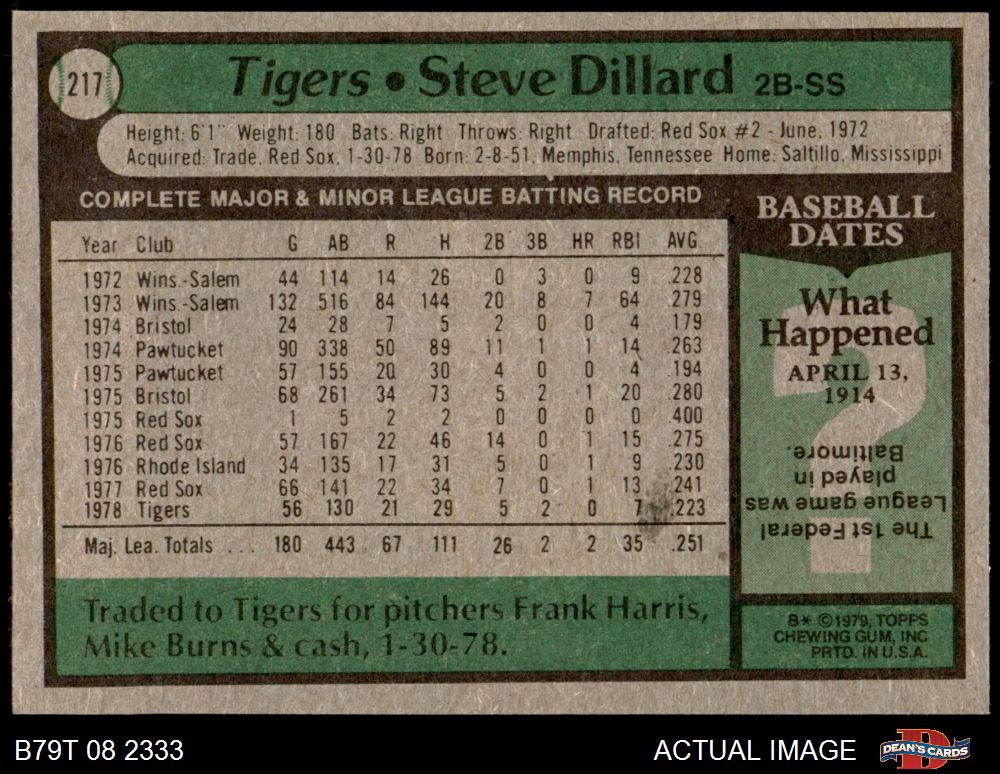 217
Tigers • Steve Dillard 2B-SS
Height: 6'1" Weight: 180 Bats: Right Throws: Right Drafted: Red Sox #2 - June, 1972
Acquired: Trade, Red Sox, 1-30-78 Born: 2-8-51, Memphis, Tennessee Home: Saltillo, Mississippi
COMPLETE MAJOR & MINOR LEAGUE BATTING RECORD
Year Club G AB R H 2B 3B HR RBI AVG.
1972 Wins.-Salem 44 114 14 26 0 3 0 9 .228
1973 Wins.-Salem 132 516 84 144 20 8 7 64 .279
1974 Bristol 24 28 7 5 2 0 0 4 .179
1974 Pawtucket 90 338 50 89 11 1 1 14 .263
1975 Pawtucket 57 155 20 30 4 0 0 4 .194
1975 Bristol 68 261 34 73 5 2 1 20 .280
1975 Red Sox 1 5 2 2 0 0 0 0 .400
1976 Red Sox 57 167 22 46 14 0 1 15 .275
1976 Rhode Island 34 135 17 31 5 0 1 9 .230
1977 Red Sox 66 141 22 34 7 0 1 13 .241
1978 Tigers 56 130 21 29 5 2 0 7 .223
Maj. Lea. Totals . . . 180 443 67 111 26 2 2 35 .251
Traded to Tigers for pitchers Frank Harris,
Mike Burns & cash, 1-30-78.
BASEBALL
DATES
What
Happened
APRIL 13,
1914
The 1st Federal
League game was
played in
Baltimore.
B* ©1979, TOPPS
CHEWING GUM, INC
PRTD. IN U.S.A.
B79T 08 2333
ACTUAL IMAGE
DEAN'S CARDS